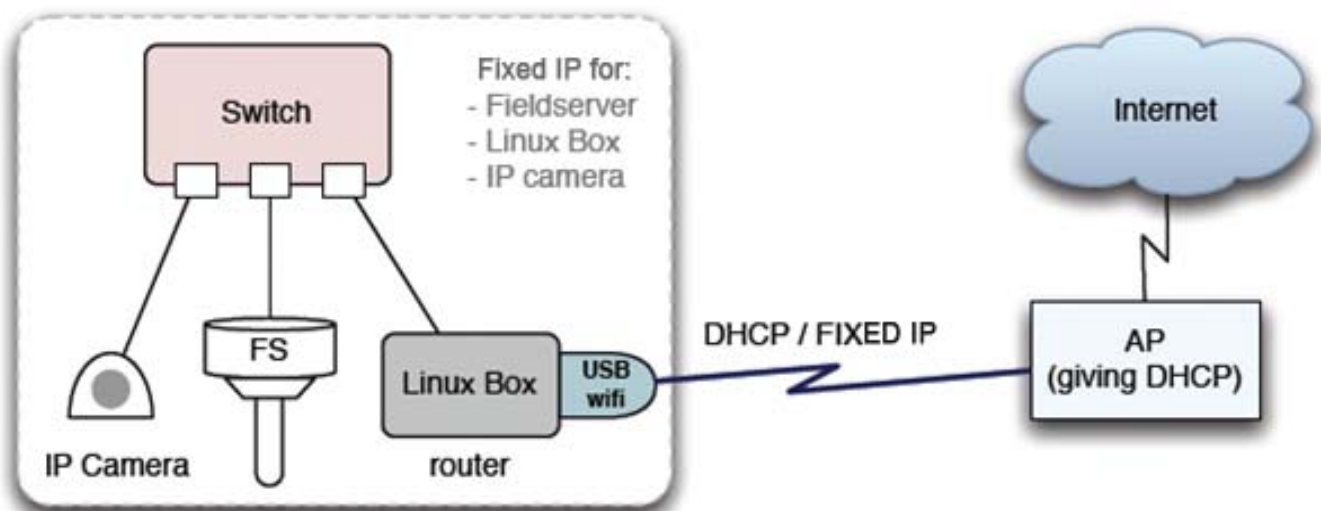 Switch
Fixed IP for:
- Fieldserver
- Linux Box
- IP camera
Internet
FS
Linux Box
USB
wifi
DHCP / FIXED IP
AP
(giving DHCP)
IP Camera
router